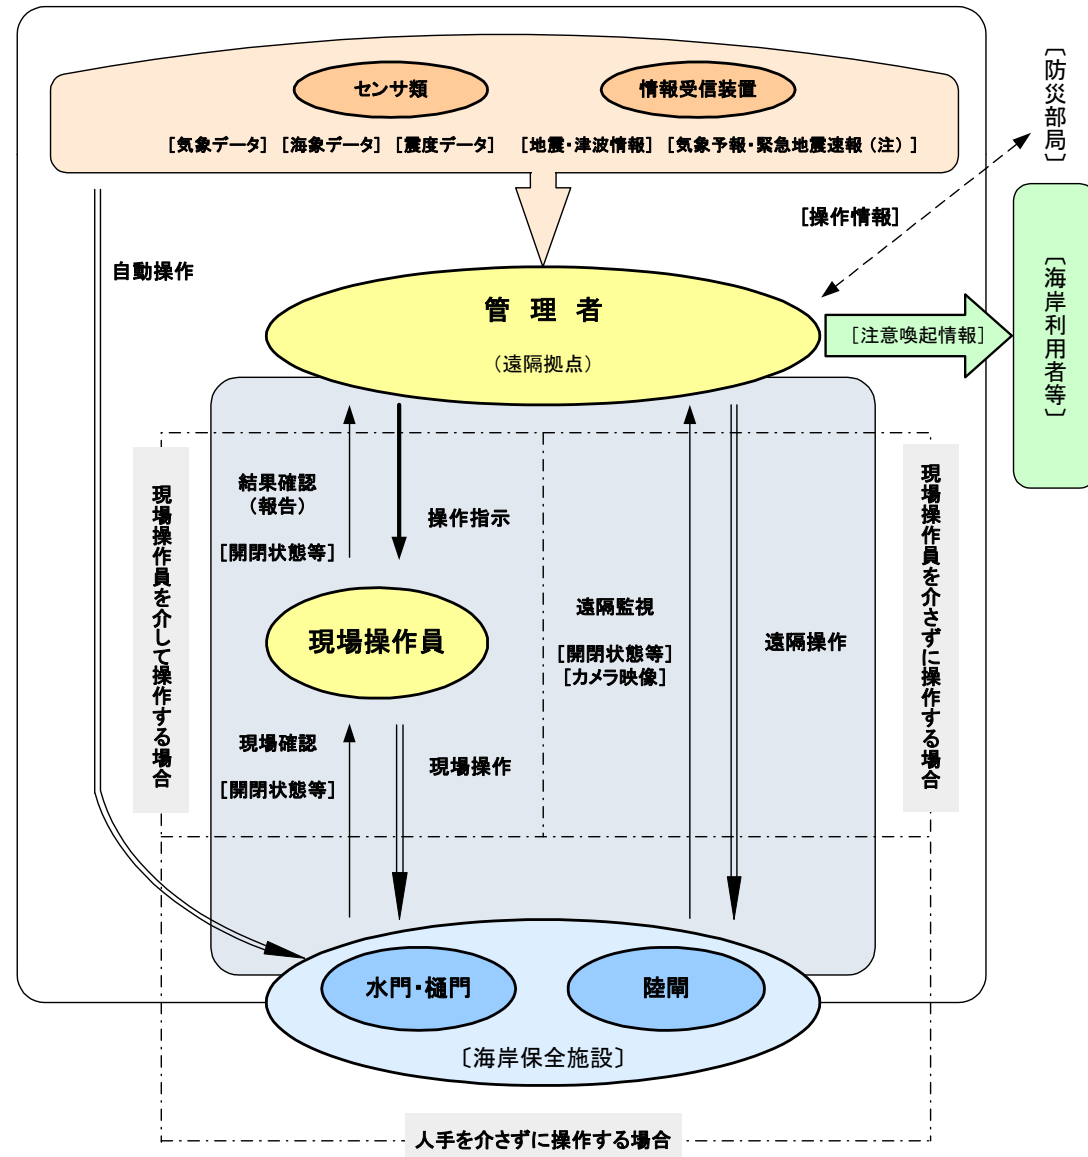 センサ類
情報受信装置
[気象データ] [海象データ] [震度データ]
[地震・津波情報] [気象予報・緊急地震速報（注）]
〔防災部局〕
[操作情報]
自動操作
管理者
（遠隔拠点）
[注意喚起情報]
〔海岸利用者等〕
結果確認
（報告）
[開閉状態等]
操作指示
現場操作員を介して操作する場合
現場操作員を介さずに操作する場合
現場操作員
遠隔監視
[開閉状態等]
[カメラ映像]
遠隔操作
現場確認
[開閉状態等]
現場操作
水門・樋門
陸閘
〔海岸保全施設〕
人手を介さずに操作する場合